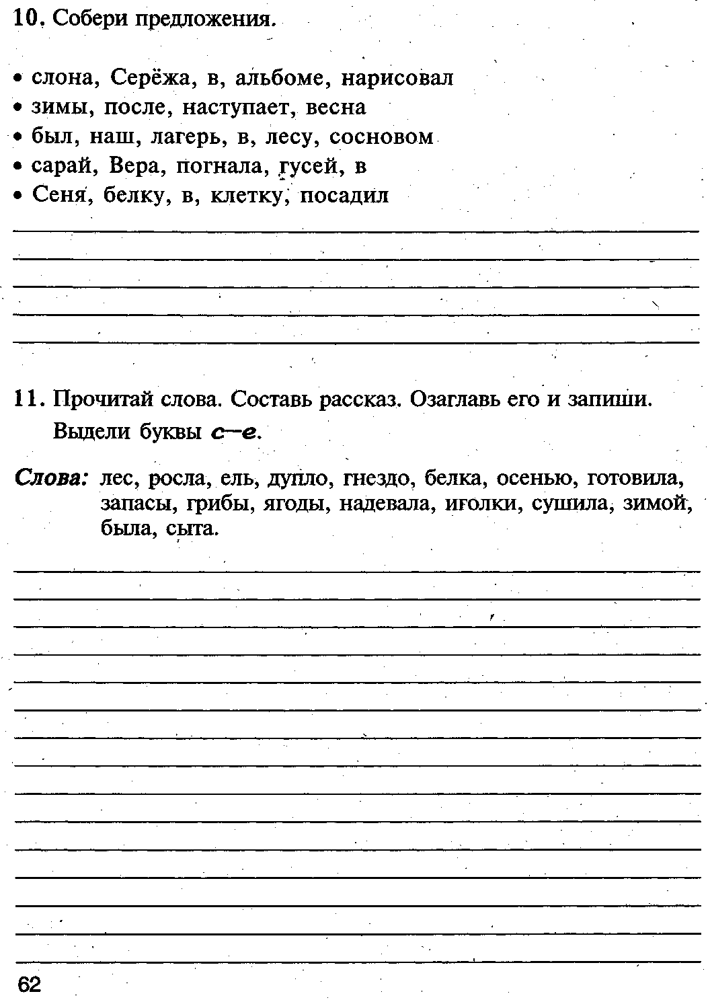 10. Собери предложения.
• слона, Серёжа, в, альбоме, нарисовал
• зимы, после, наступает, весна
• был, наш, лагерь, в, лесу, сосновом
• сарай, Вера, погнала, гусей, в
• Сеня, белку, в, клетку, посадил
11. Прочитай слова. Составь рассказ. Озаглавь его и запиши.
Выдели буквы с—е.
Слова: лес, росла, ель, дупло, гнездо, белка, осенью, готовила,
запасы, грибы, ягоды, надевала, иголки, сушила, зимой,
была, сыта.
62